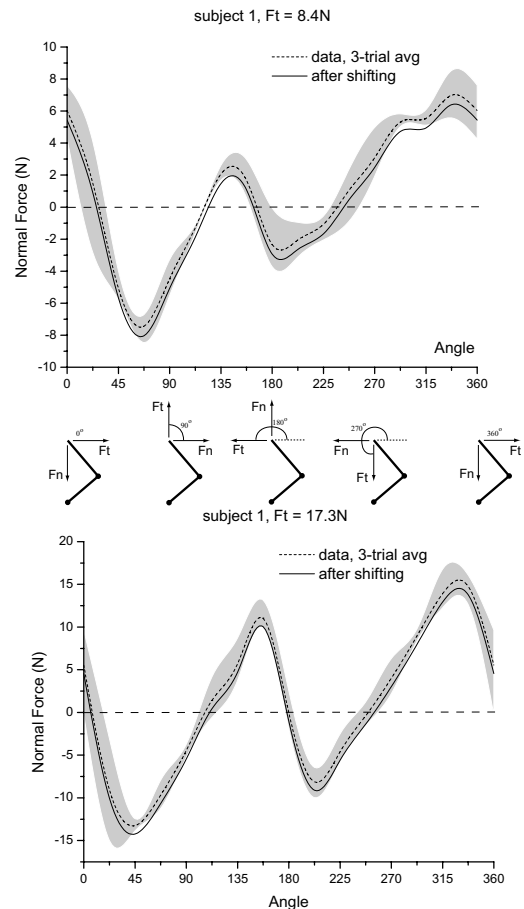 subject 1, Ft = 8.4N
data, 3-trial avg
after shifting
Normal Force (N)
10
8
6
4
2
0
-2
-4
-6
-8
-10
Angle
0 45 90 135 180 225 270 315 360
0° Ft Fn
Ft 90° Fn
Fn 180° Ft
270° Fn Ft
360° Ft Fn
subject 1, Ft = 17.3N
data, 3-trial avg
after shifting
Normal Force (N)
20
15
10
5
0
-5
-10
-15
0 45 90 135 180 225 270 315 360
Angle